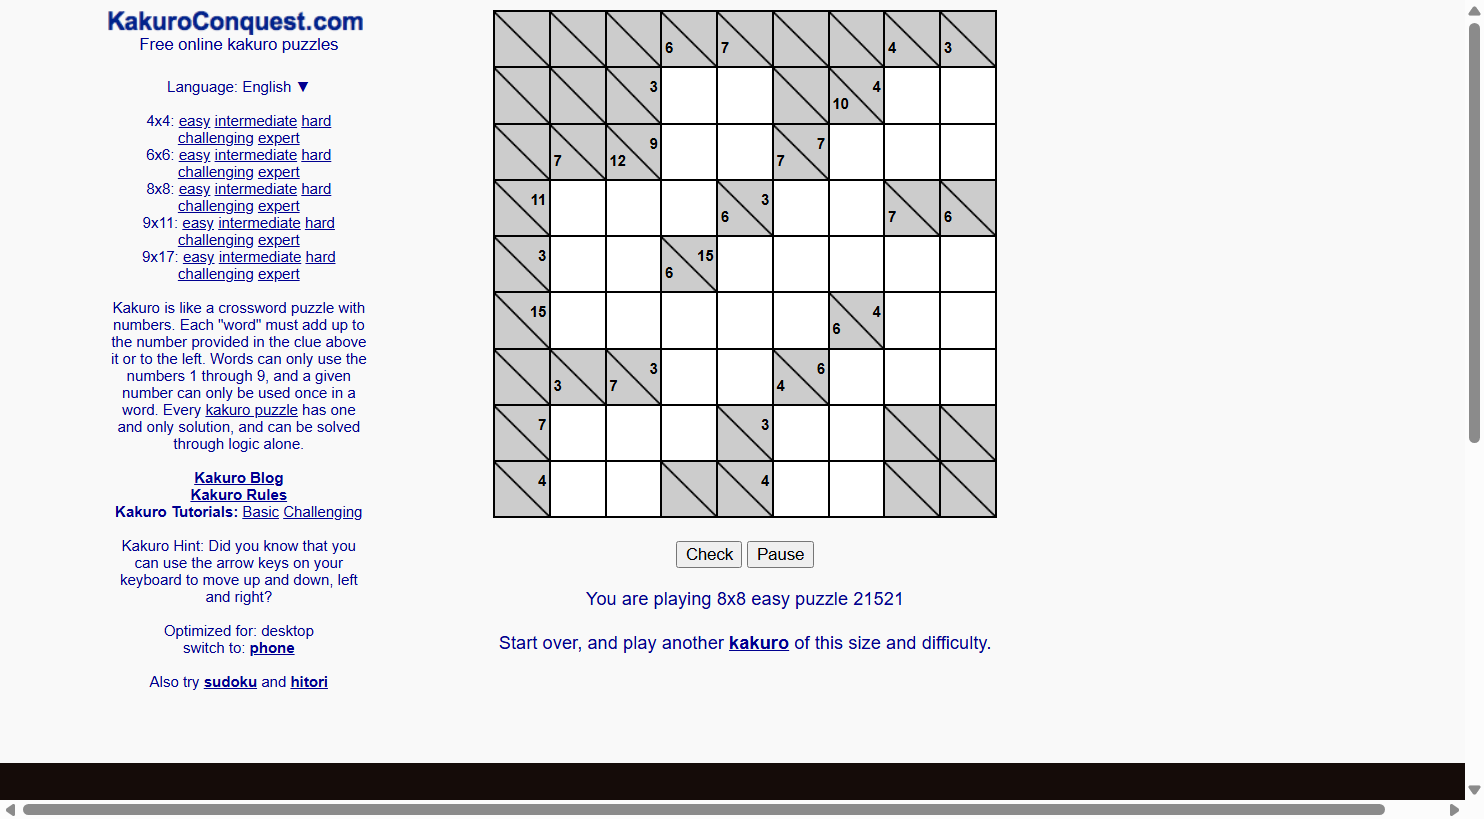 KakuroConquest.com
Free online kakuro puzzles
Language: English ▼
4x4: easy intermediate hard
challenging expert
6x6: easy intermediate hard
challenging expert
8x8: easy intermediate hard
challenging expert
9x11: easy intermediate hard
challenging expert
9x17: easy intermediate hard
challenging expert
Kakuro is like a crossword puzzle with
numbers. Each "word" must add up to
the number provided in the clue above
it or to the left. Words can only use the
numbers 1 through 9, and a given
number can only be used once in a
word. Every kakuro puzzle has one
and only solution, and can be solved
through logic alone.
Kakuro Blog
Kakuro Rules
Kakuro Tutorials: Basic Challenging
Kakuro Hint: Did you know that you
can use the arrow keys on your
keyboard to move up and down, left
and right?
Optimized for: desktop
switch to: phone
Also try sudoku and hitori
6 7 4 3
3 10 4
7 12 9 7 7
11 6 3 7 6
3 6 15
15 6 4
3 7 3 4 6
7 3
4 4
Check Pause
You are playing 8x8 easy puzzle 21521
Start over, and play another kakuro of this size and difficulty.